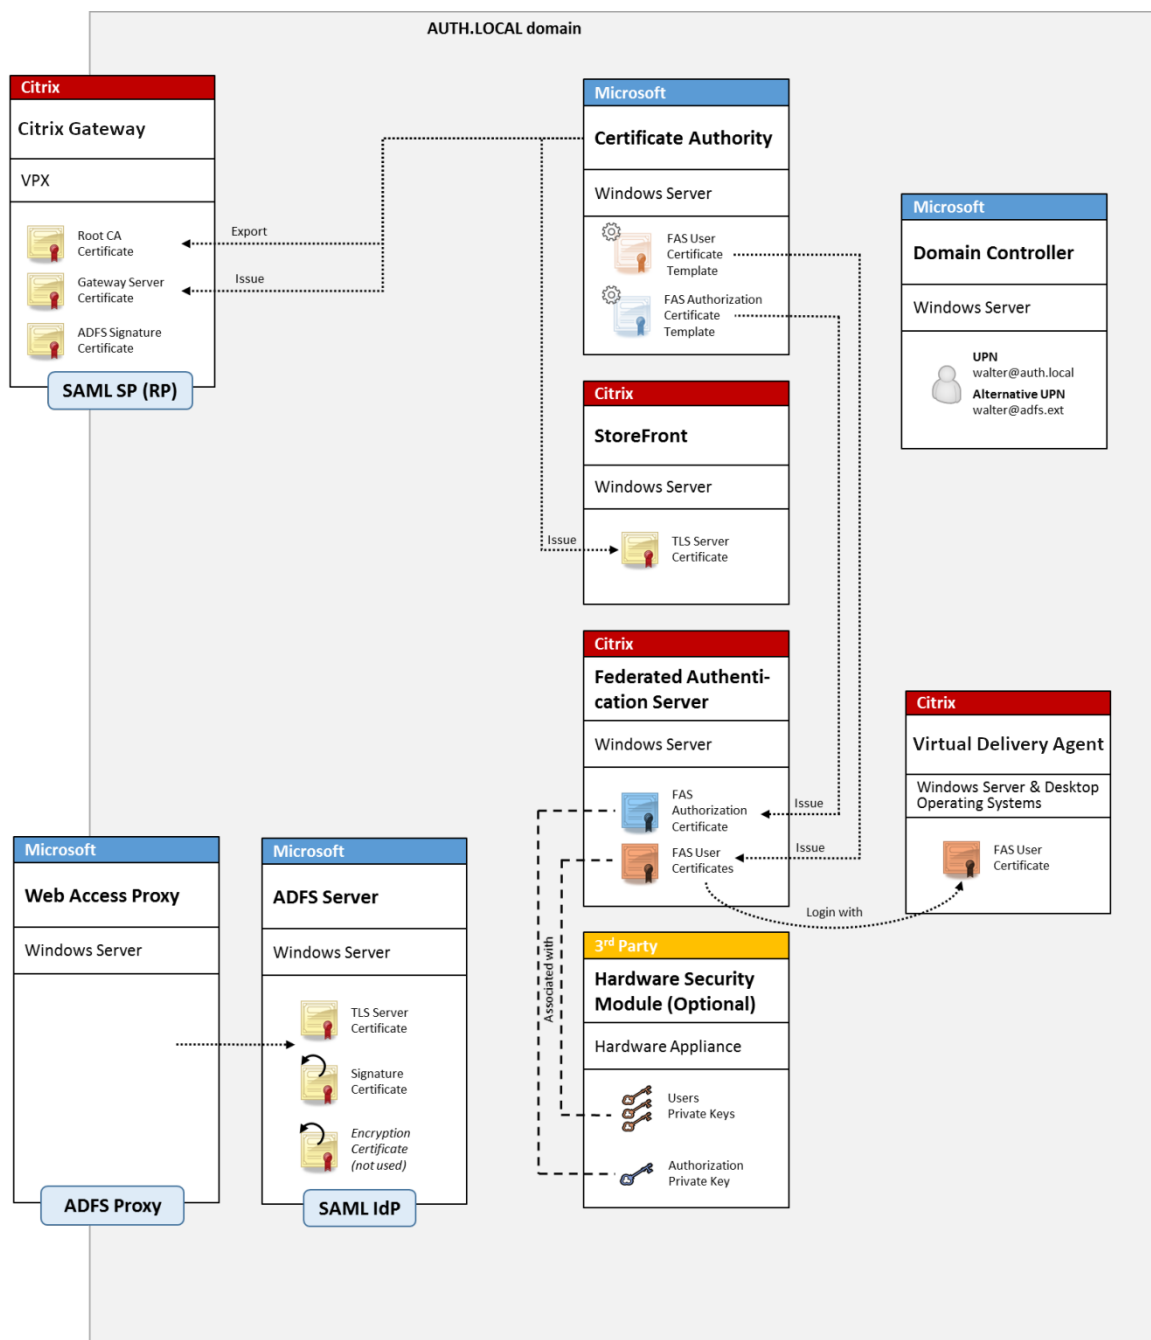 AUTH.LOCAL domain
Citrix
Citrix Gateway
VPX
Root CA
Certificate
Gateway Server
Certificate
ADFS Signature
Certificate
SAML SP (RP)
Export
Issue
Microsoft
Certificate Authority
Windows Server
FAS User
Certificate
Template
FAS Authorization
Certificate
Template
Microsoft
Domain Controller
Windows Server
UPN
walter@auth.local
Alternative UPN
walter@adfs.ext
Citrix
StoreFront
Windows Server
Issue
TLS Server
Certificate
Citrix
Federated Authenti-
cation Server
Windows Server
FAS
Authorization
Certificate
FAS User
Certificates
Issue
Issue
Login with
Citrix
Virtual Delivery Agent
Windows Server & Desktop
Operating Systems
FAS User
Certificate
Microsoft
Web Access Proxy
Windows Server
ADFS Proxy
Microsoft
ADFS Server
Windows Server
TLS Server
Certificate
Signature
Certificate
Encryption
Certificate
(not used)
SAML IdP
Associated with
3rd Party
Hardware Security
Module (Optional)
Hardware Appliance
Users
Private Keys
Authorization
Private Key